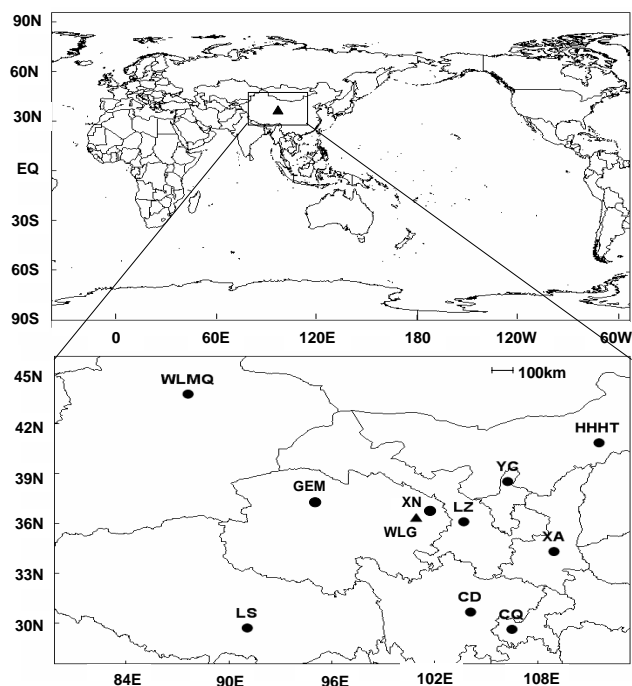 90N
60N
30N
EQ
30S
60S
90S
0 60E 120E 180 120W 60W
45N
42N
39N
36N
33N
30N
100km
WLMQ
HHHT
YC
GEM
XN
LZ
WLG
XA
CD
CQ
LS
84E 90E 96E 102E 108E